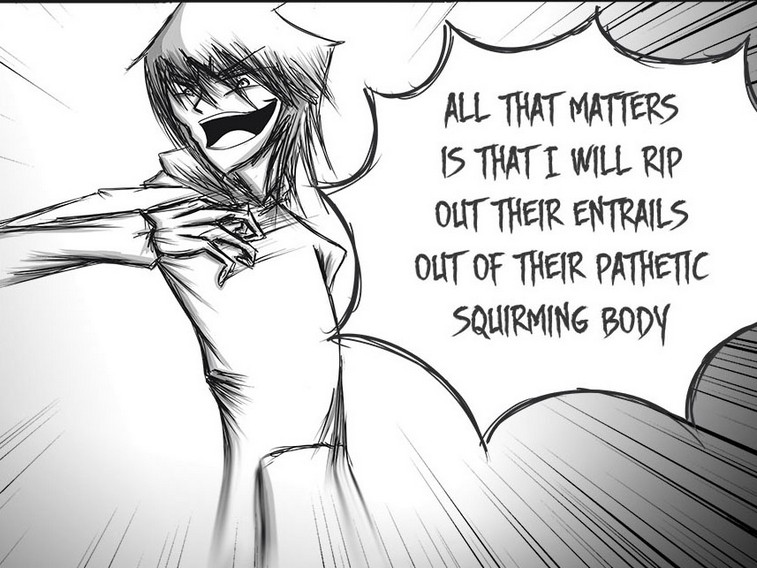 ALL THAT MATTERS
IS THAT I WILL RIP
OUT THEIR ENTRAILS
OUT OF THEIR PATHETIC
SQUIRMING BODY